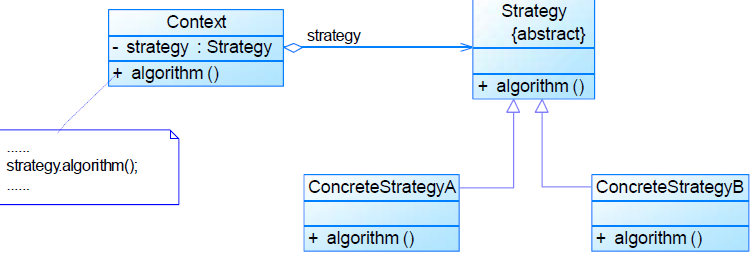 Context
- strategy : Strategy
+ algorithm ()
strategy
Strategy
{abstract}
+ algorithm ()
......
strategy.algorithm();
......
ConcreteStrategyA
+ algorithm ()
ConcreteStrategyB
+ algorithm ()